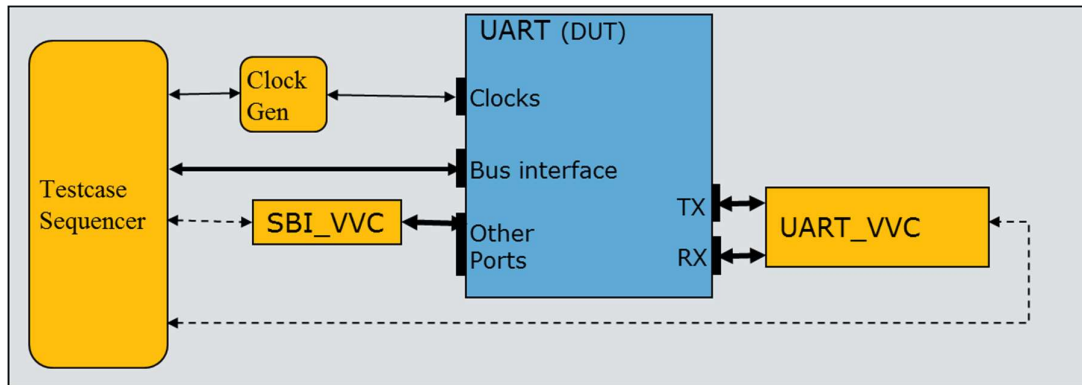 UART (DUT)
Clock
Gen
Clocks
Bus interface
Testcase
Sequencer
SBI_VVC
Other
Ports
TX
RX
UART_VVC